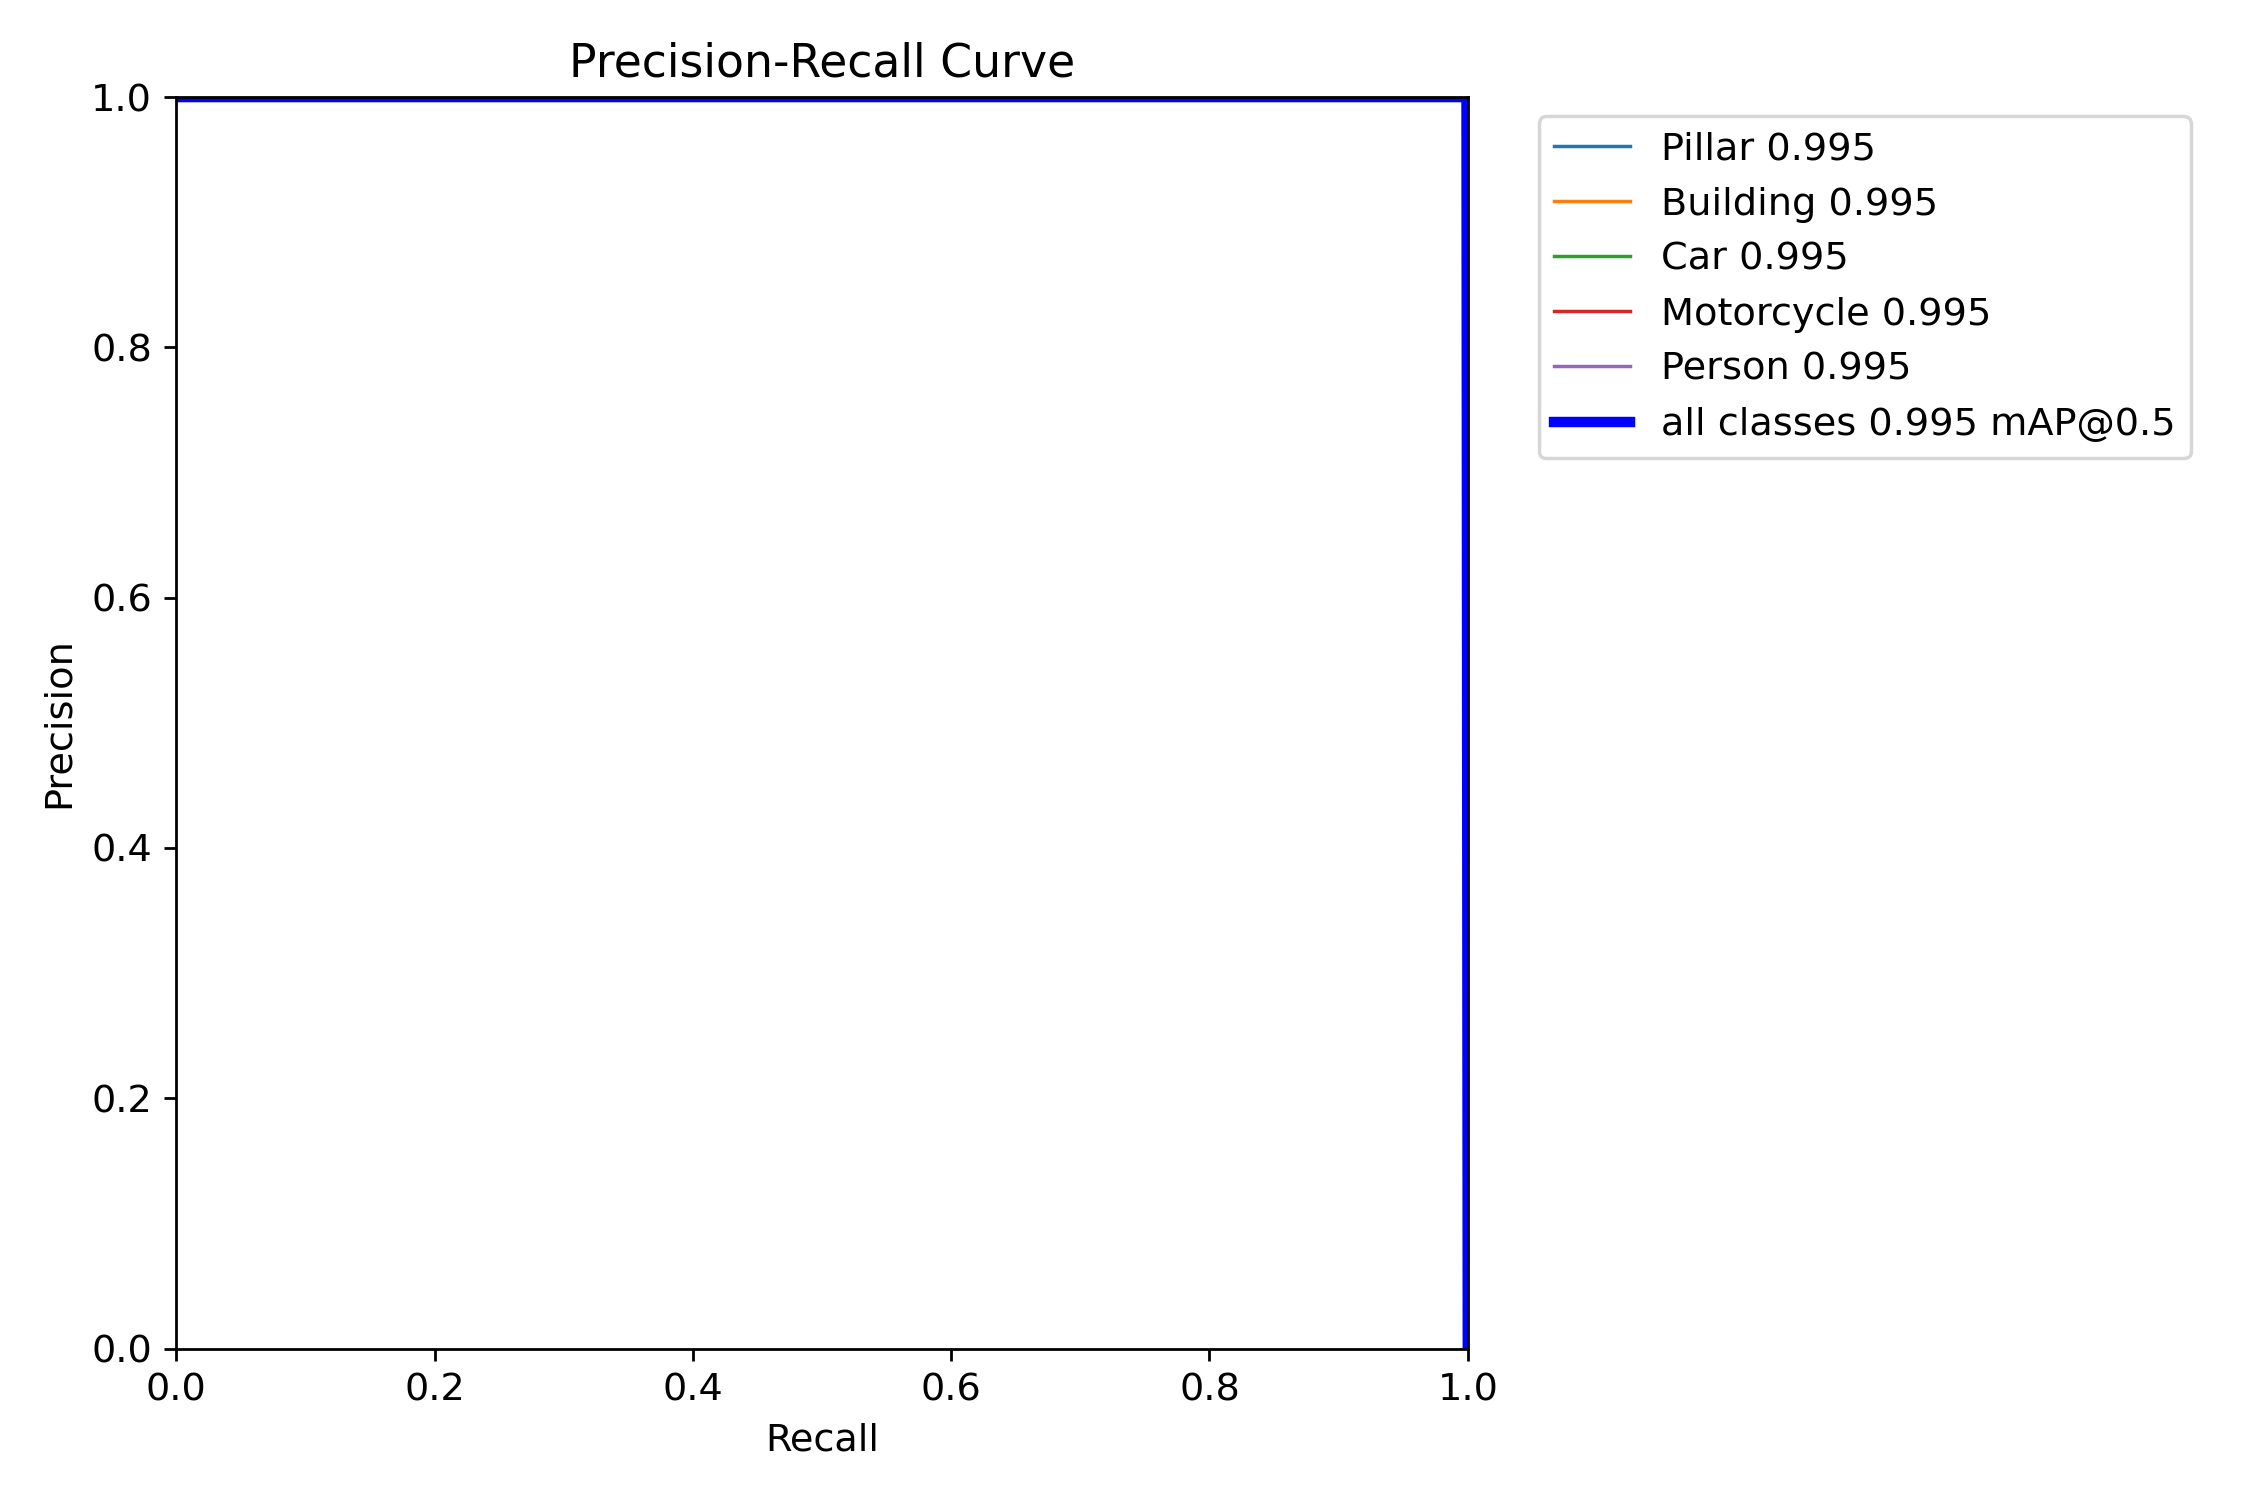 Precision-Recall Curve
1.0
0.8
0.6
0.4
0.2
0.0
Precision
0.0 0.2 0.4 0.6 0.8 1.0
Recall
Pillar 0.995
Building 0.995
Car 0.995
Motorcycle 0.995
Person 0.995
all classes 0.995 mAP@0.5